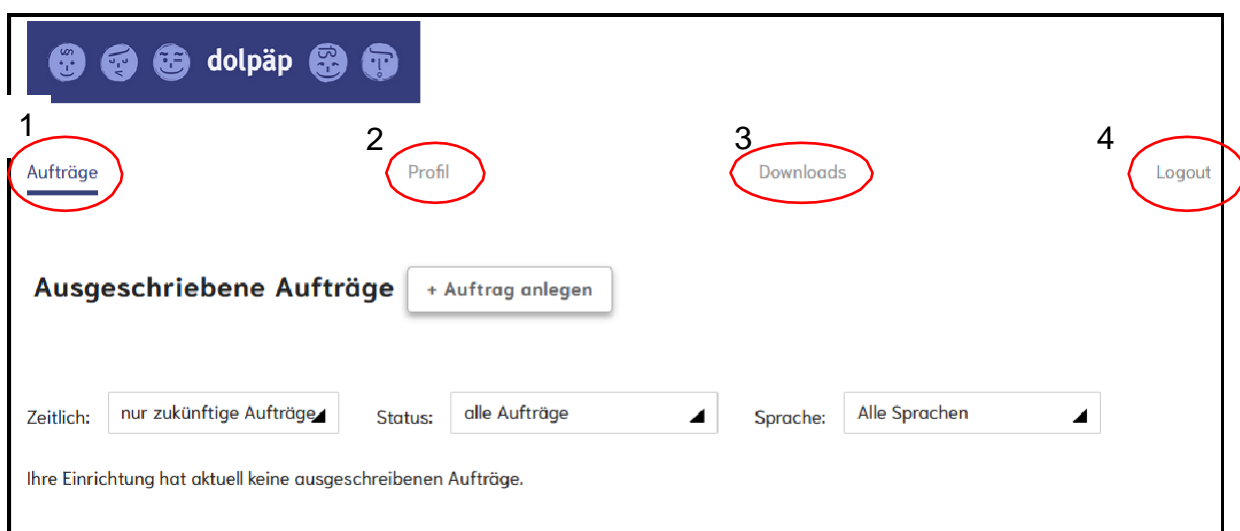 dolpäp
1 2 3 4
Aufträge Profil Downloads Logout
Ausgeschriebene Aufträge + Auftrag anlegen
Zeitlich: nur zukünftige Aufträge Status: alle Aufträge Sprache: Alle Sprachen
Ihre Einrichtung hat aktuell keine ausgeschreibenen Aufträge.